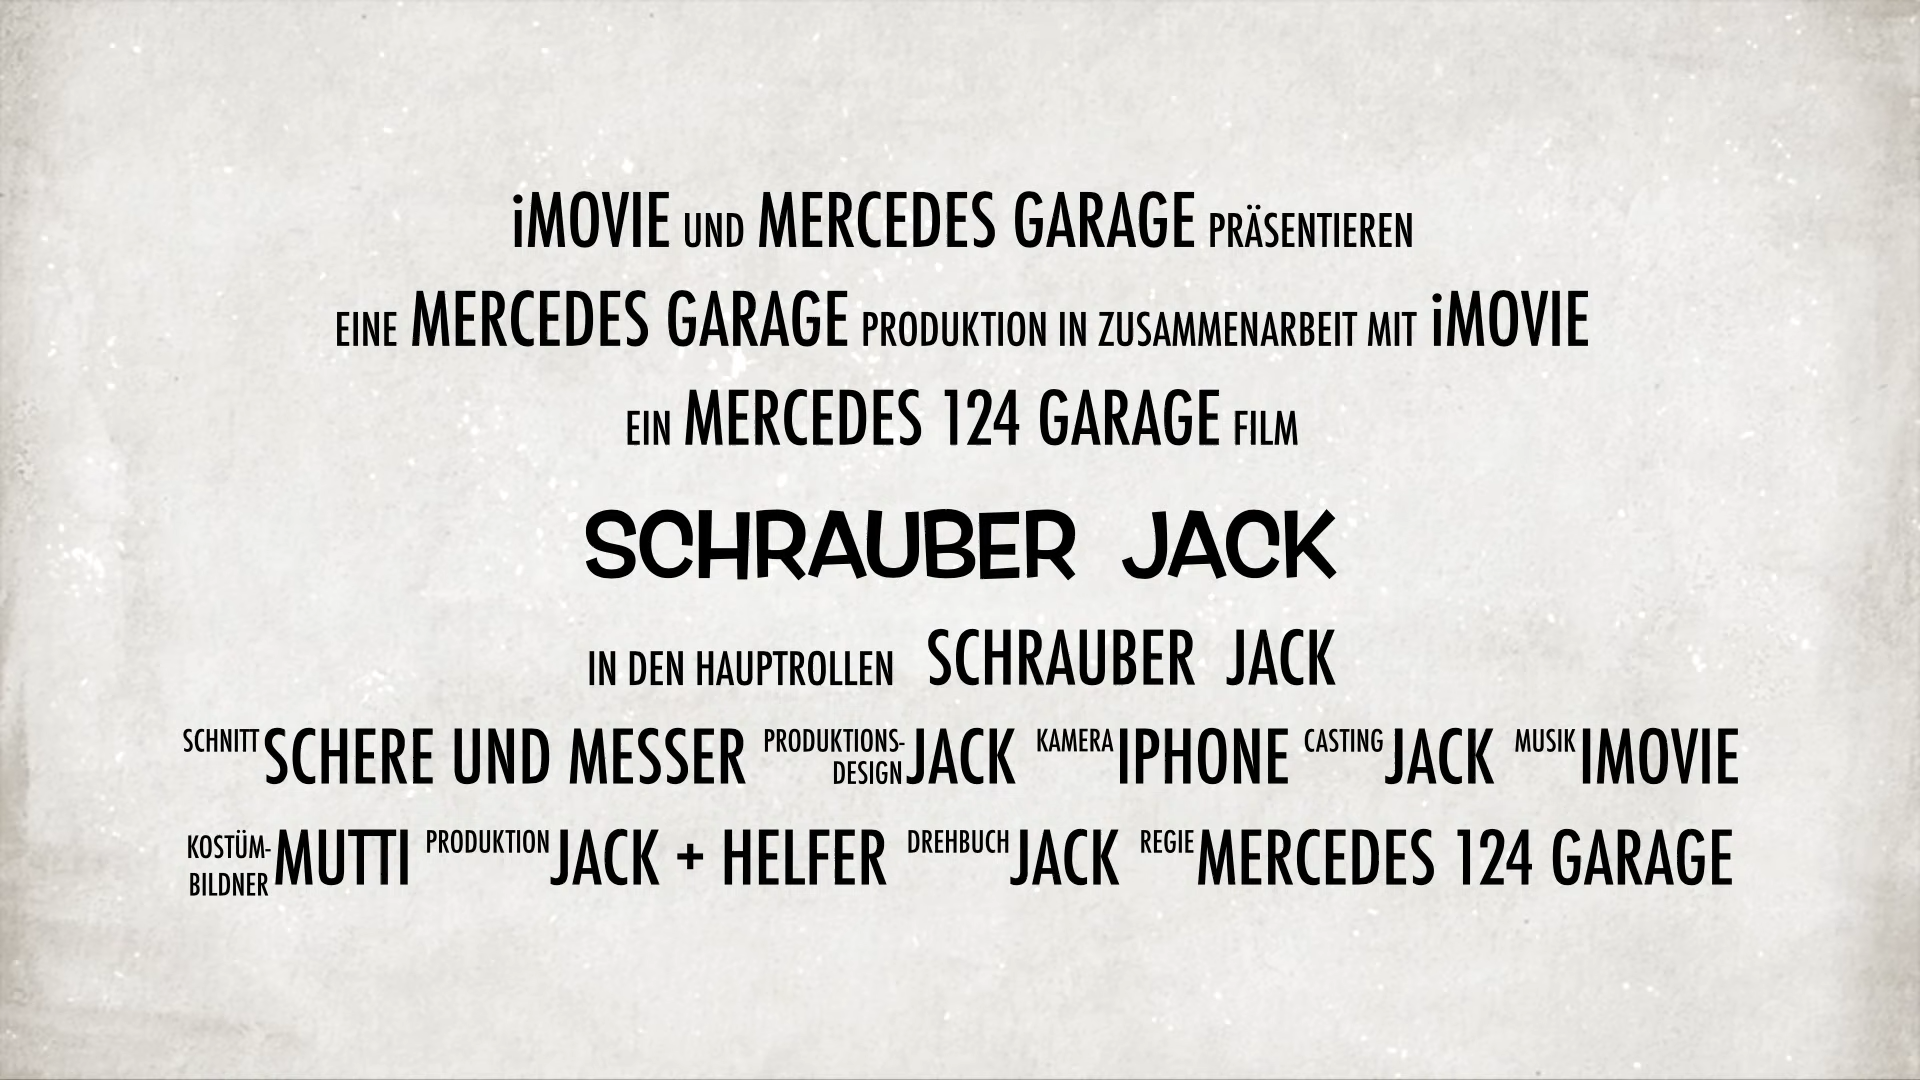 iMOVIE UND MERCEDES GARAGE PRÄSENTIEREN
EINE MERCEDES GARAGE PRODUKTION IN ZUSAMMENARBEIT MIT iMOVIE
EIN MERCEDES 124 GARAGE FILM
SCHRAUBER JACK
IN DEN HAUPTROLLEN SCHRAUBER JACK
SCHNITT SCHERE UND MESSER PRODUKTIONS-DESIGN JACK KAMERA IPHONE CASTING JACK MUSIK IMOVIE
KOSTÜM-BILDNER MUTTI PRODUKTION JACK + HELFER DREHBUCH JACK REGIE MERCEDES 124 GARAGE